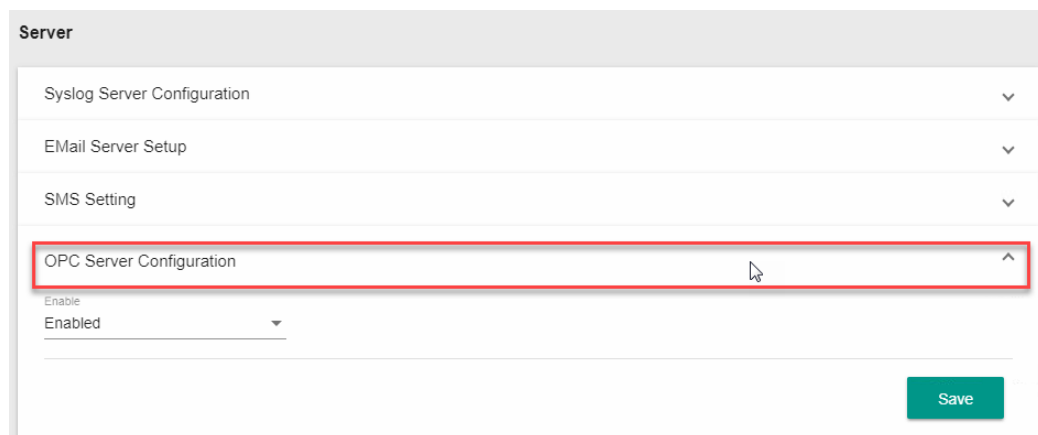 Server
Syslog Server Configuration
EMail Server Setup
SMS Setting
OPC Server Configuration
Enable
Enabled
Save